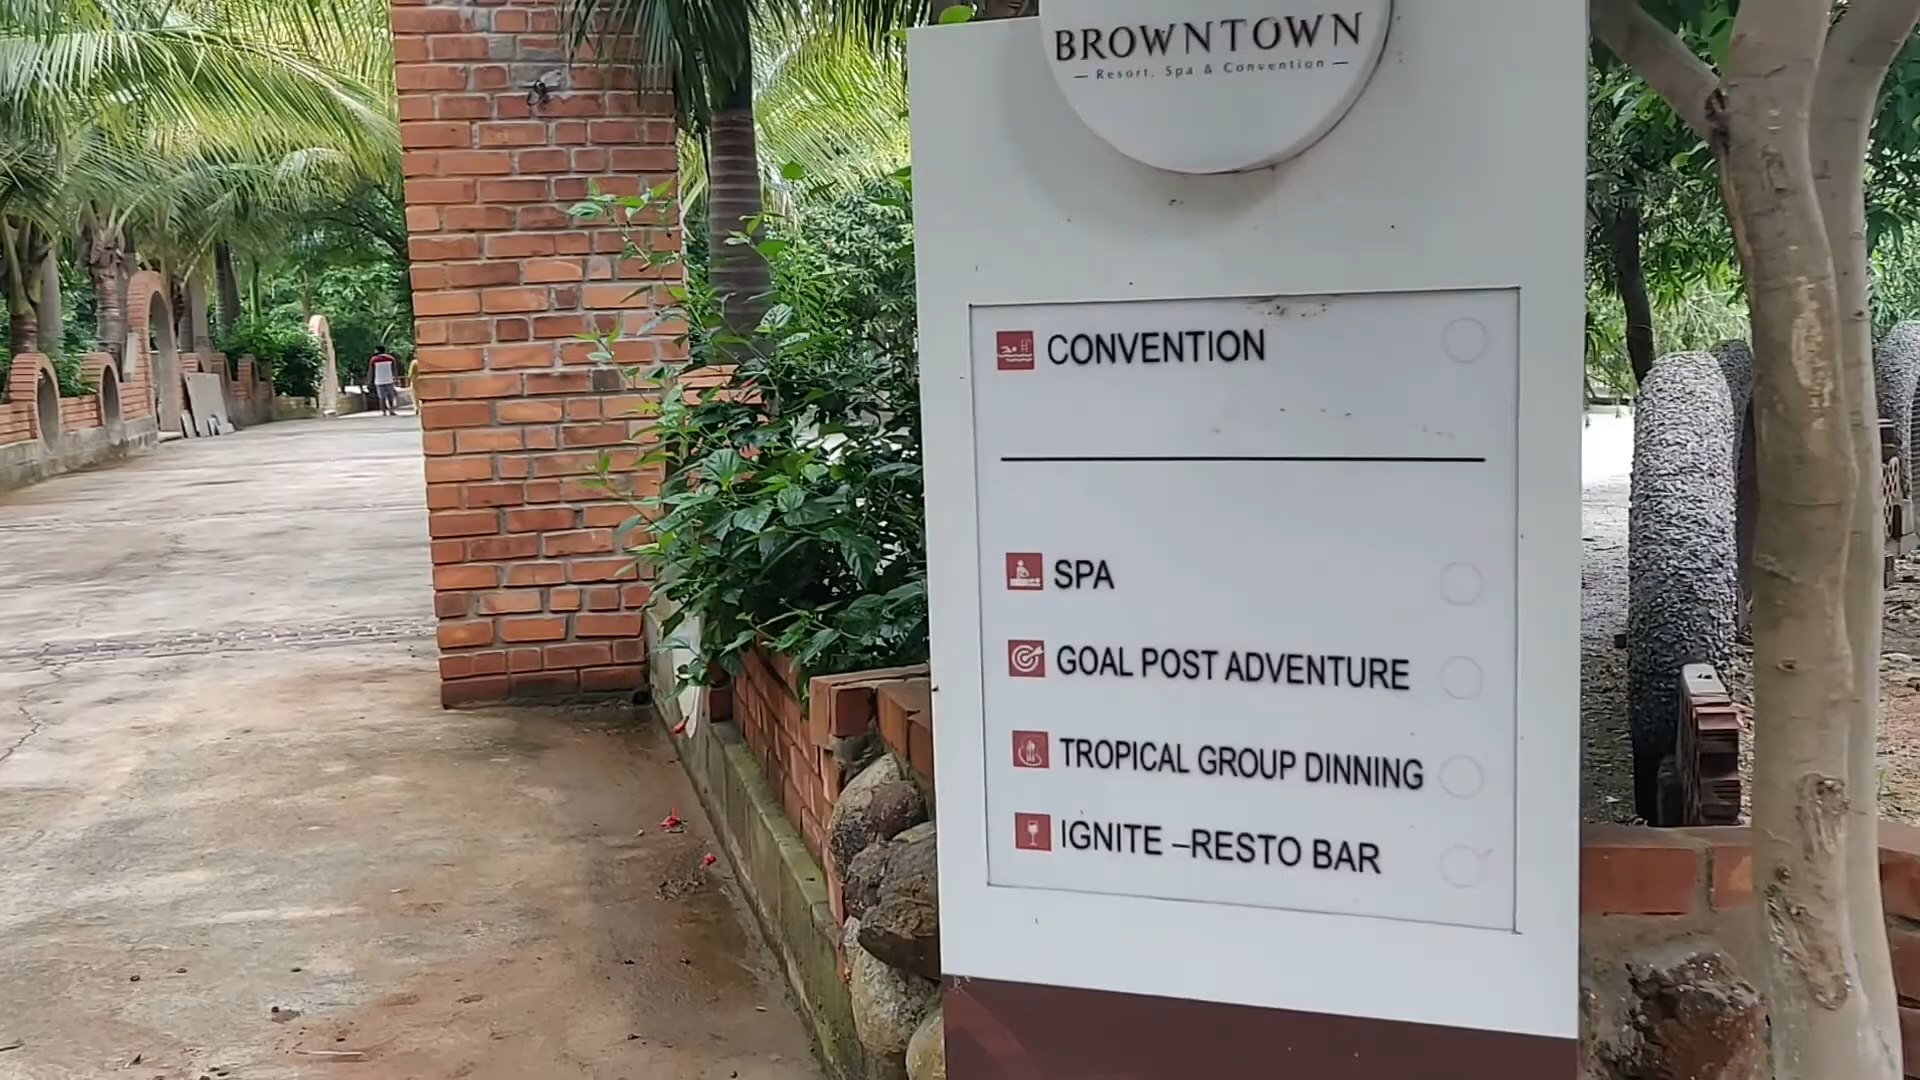 BROWNTOWN
— Resort, Spa & Convention —
CONVENTION
SPA
GOAL POST ADVENTURE
TROPICAL GROUP DINNING
IGNITE –RESTO BAR